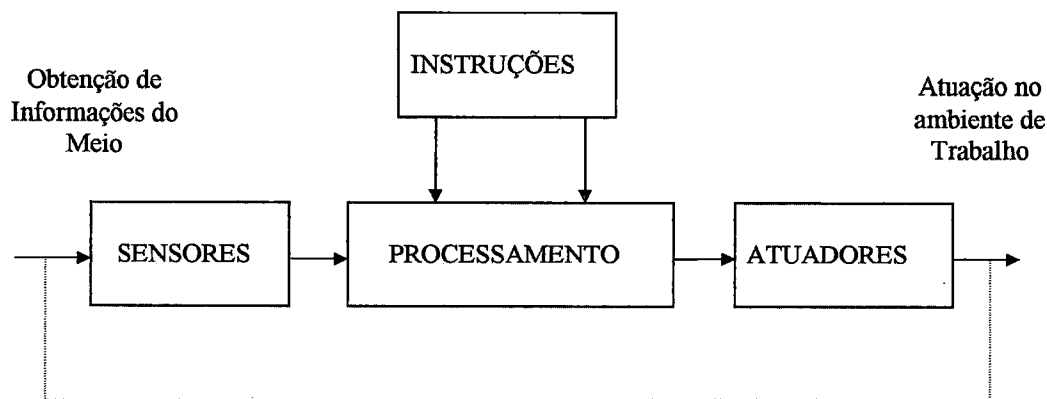 INSTRUÇÕES
Obtenção de
Informações do
Meio
Atuação no
ambiente de
Trabalho
SENSORES
PROCESSAMENTO
ATUADORES